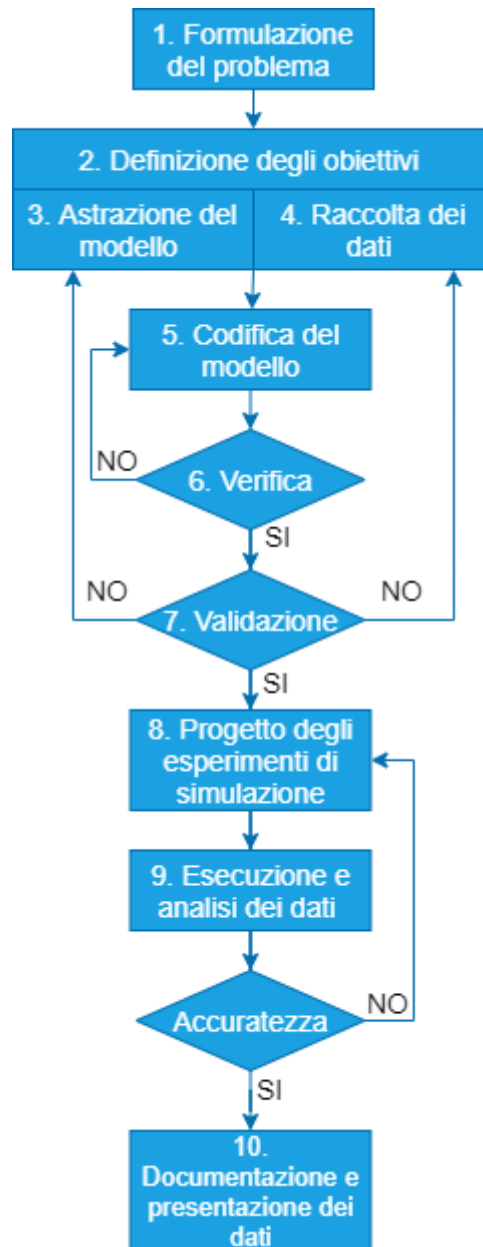 1. Formulazione
del problema
2. Definizione degli obiettivi
3. Astrazione del
modello
4. Raccolta dei
dati
5. Codifica del
modello
NO
6. Verifica
SI
NO
7. Validazione
NO
SI
8. Progetto degli
esperimenti di
simulazione
9. Esecuzione e
analisi dei dati
Accuratezza
NO
SI
10.
Documentazione e
presentazione dei
dati